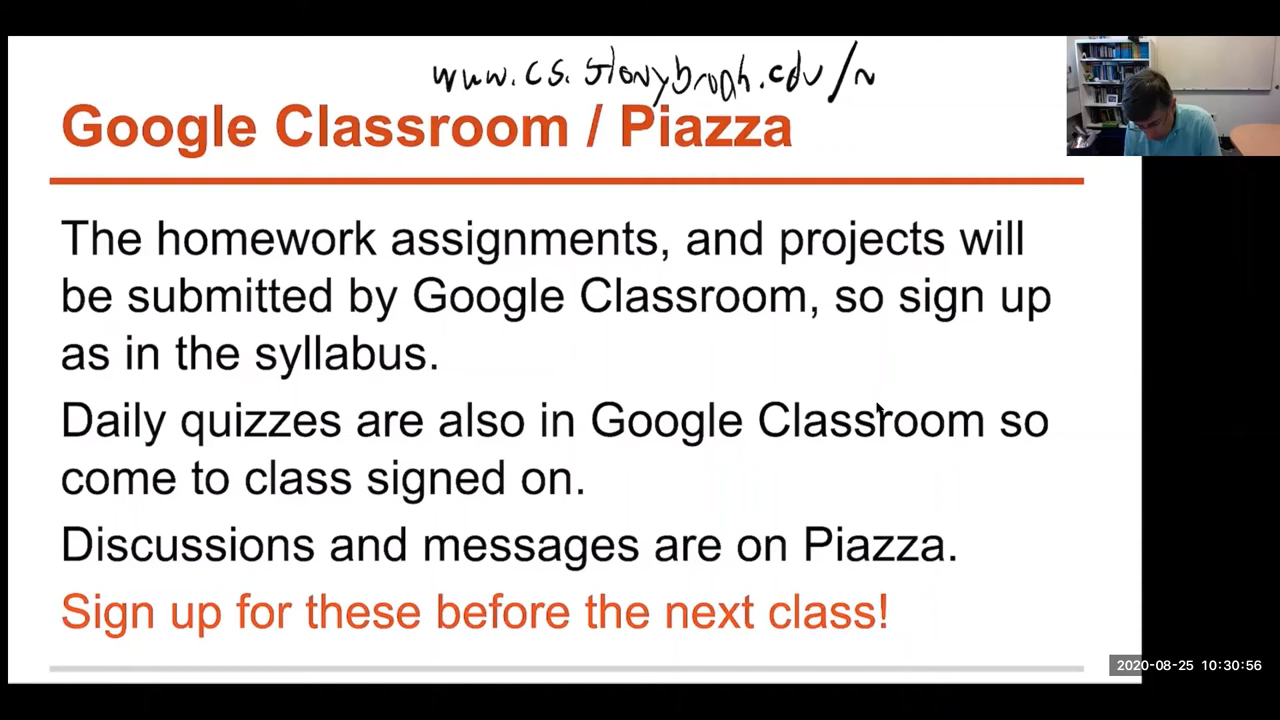 www.cs.stonybrook.edu/~
Google Classroom / Piazza
The homework assignments, and projects will
be submitted by Google Classroom, so sign up
as in the syllabus.
Daily quizzes are also in Google Classroom so
come to class signed on.
Discussions and messages are on Piazza.
Sign up for these before the next class!
2020-08-25 10:30:56